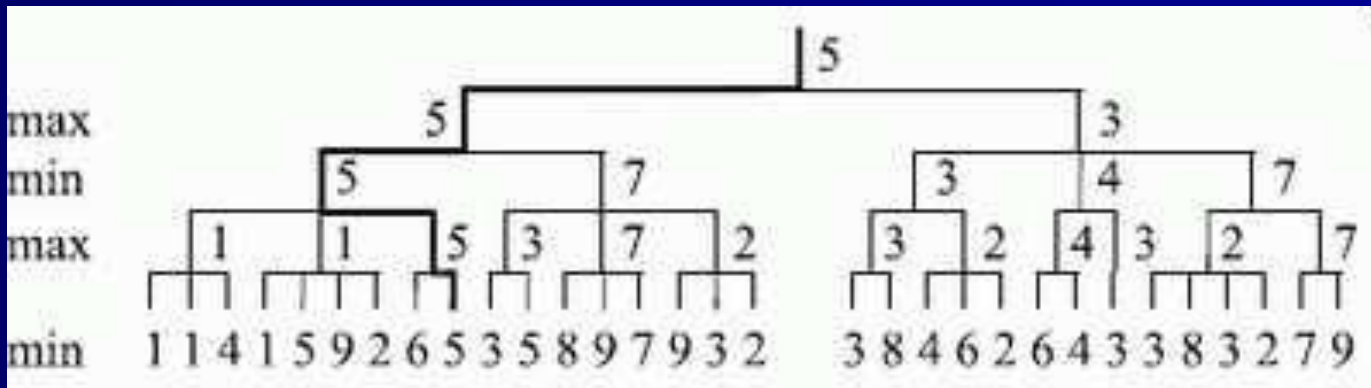 5
max 5 3
min 5 7 3 4 7
max 1 1 5 3 7 2 3 2 4 3 2 7
min 1 1 4 1 5 9 2 6 5 3 5 8 9 7 9 3 2 3 8 4 6 2 6 4 3 3 8 3 2 7 9